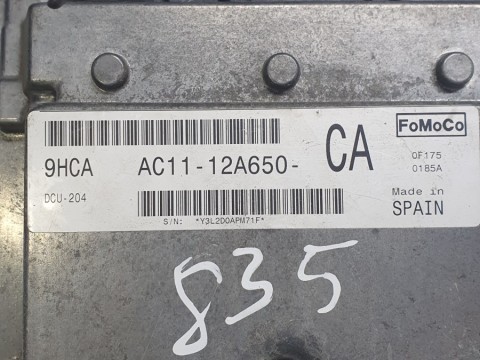 FoMoCo
9HCA AC11-12A650- CA
0F175
0185A
DCU-204
Made in
SPAIN
S/N: *Y3L2D0APM71F*
835